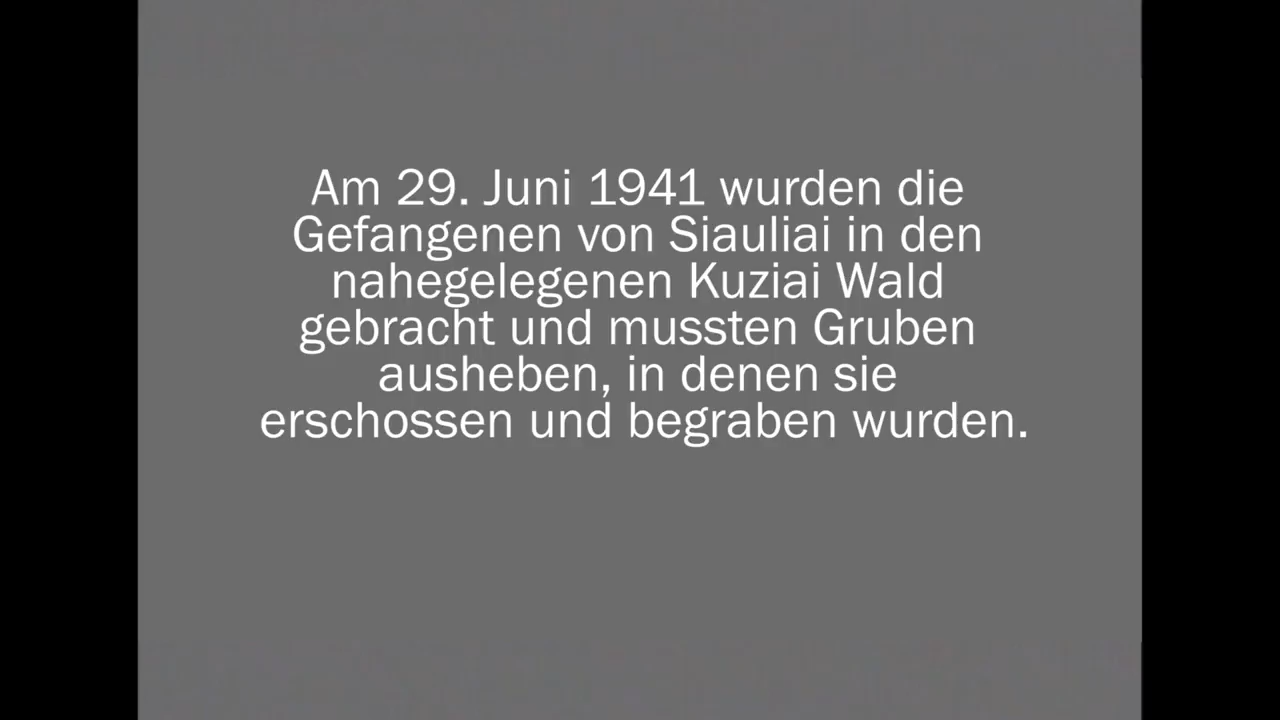 Am 29. Juni 1941 wurden die
Gefangenen von Siauliai in den
nahegelegenen Kuziai Wald
gebracht und mussten Gruben
ausheben, in denen sie
erschossen und begraben wurden.